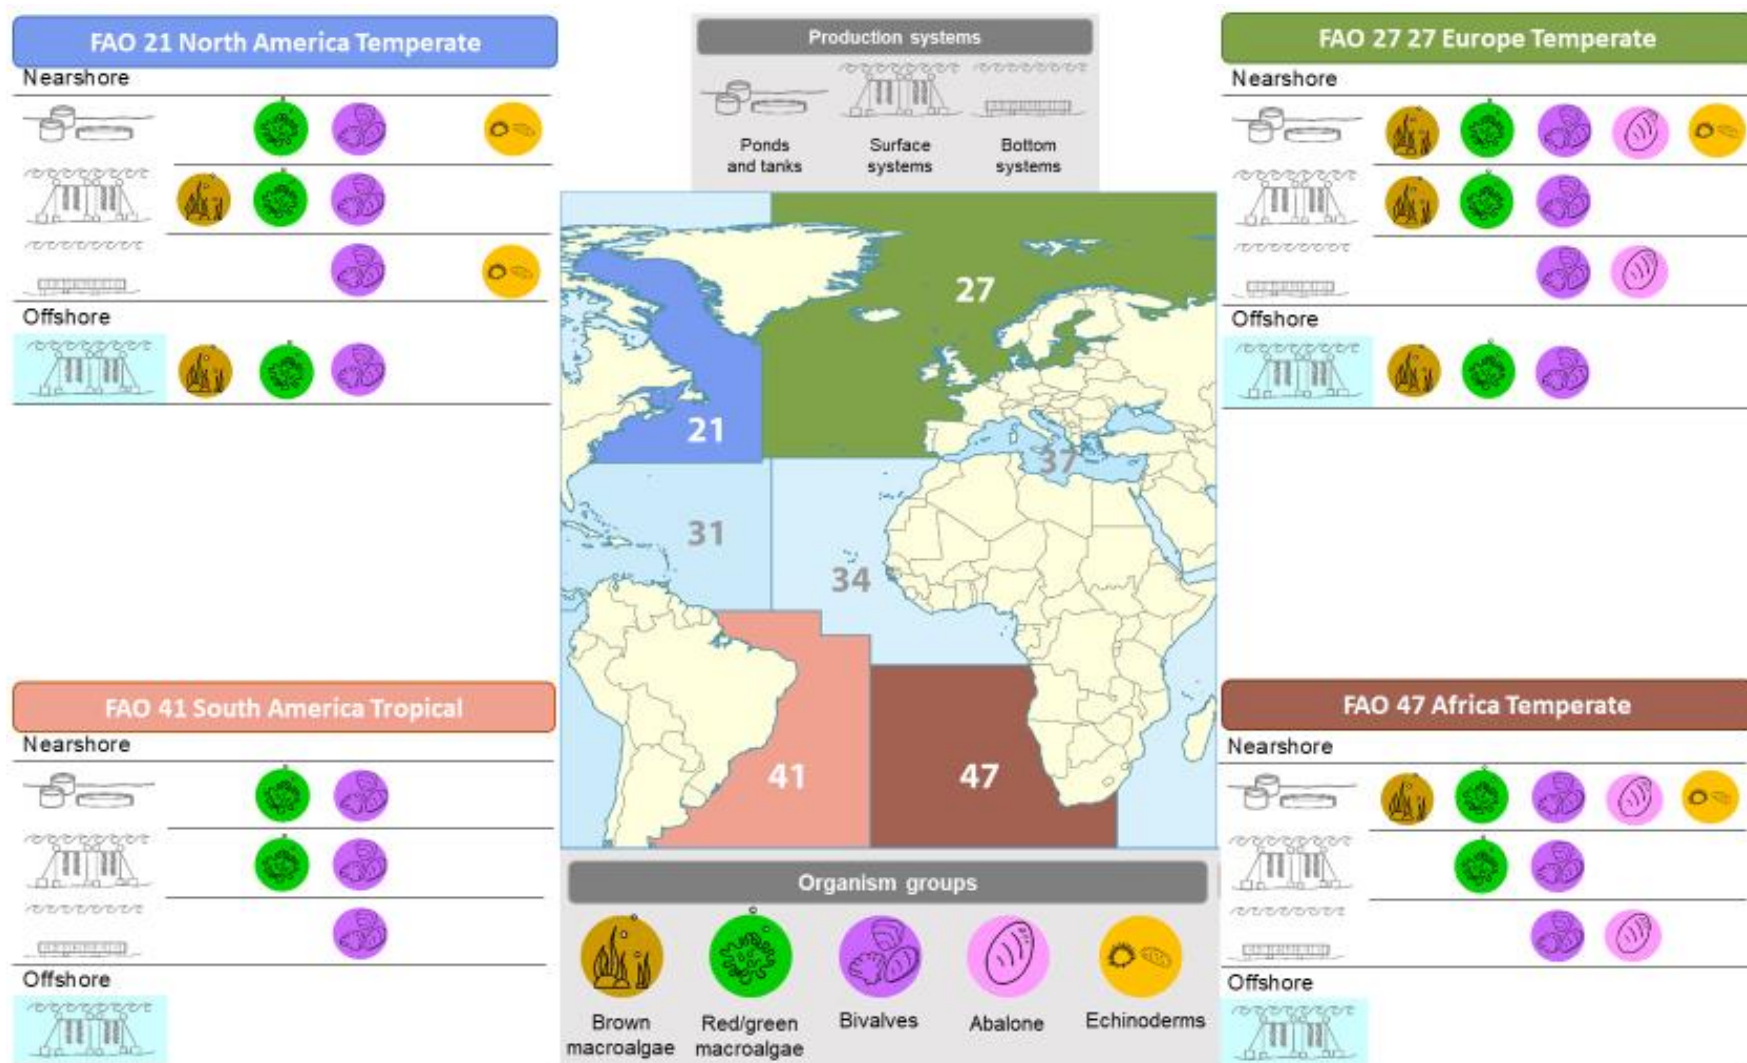 FAO 21 North America Temperate
Nearshore
Offshore
Production systems
Ponds
and tanks
Surface
systems
Bottom
systems
FAO 27 27 Europe Temperate
Nearshore
Offshore
27
21
37
31
34
41
47
FAO 41 South America Tropical
Nearshore
Offshore
FAO 47 Africa Temperate
Nearshore
Offshore
Organism groups
Brown
macroalgae
Red/green
macroalgae
Bivalves
Abalone
Echinoderms